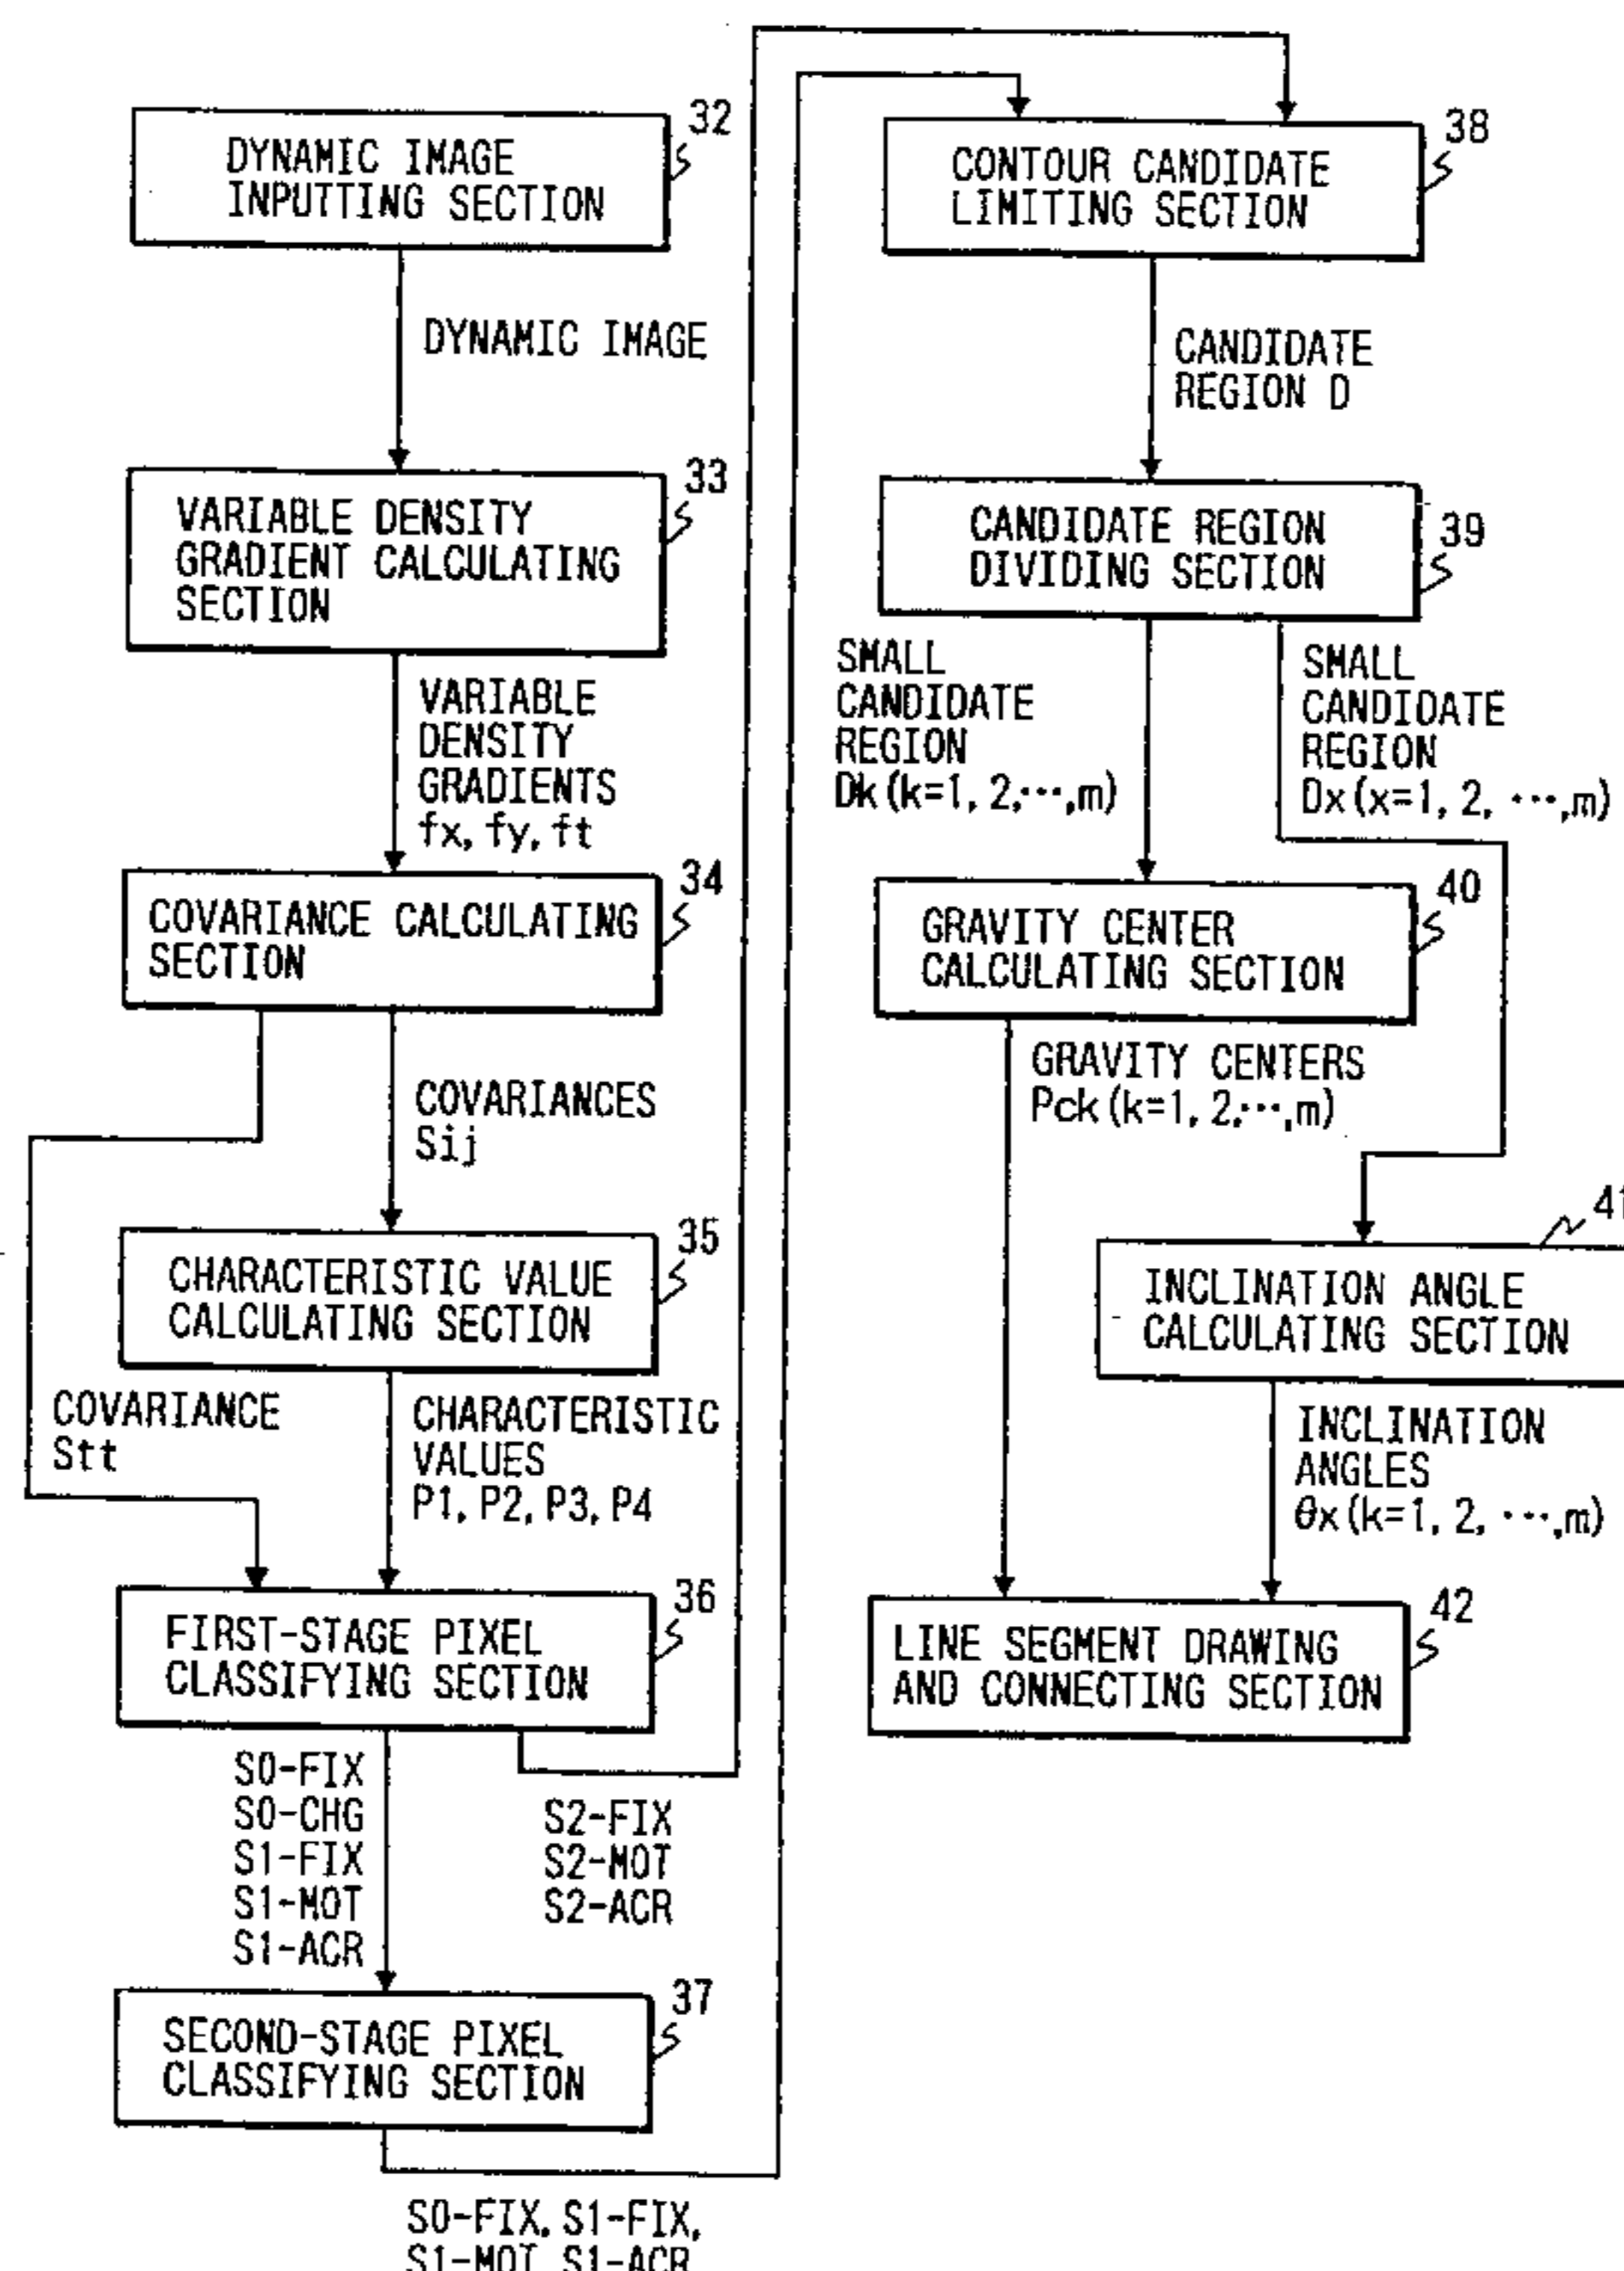 32
DYNAMIC IMAGE
INPUTTING SECTION
DYNAMIC IMAGE
33
VARIABLE DENSITY
GRADIENT CALCULATING
SECTION
VARIABLE
DENSITY
GRADIENTS
fx, fy, ft
34
COVARIANCE CALCULATING
SECTION
COVARIANCES
Sij
35
CHARACTERISTIC VALUE
CALCULATING SECTION
COVARIANCE
Stt
CHARACTERISTIC
VALUES
P1, P2, P3, P4
36
FIRST-STAGE PIXEL
CLASSIFYING SECTION
S0-FIX
S0-CHG
S1-FIX
S1-MOT
S1-ACR
S2-FIX
S2-MOT
S2-ACR
37
SECOND-STAGE PIXEL
CLASSIFYING SECTION
S0-FIX, S1-FIX,
S1-MOT, S1-ACR
38
CONTOUR CANDIDATE
LIMITING SECTION
CANDIDATE
REGION D
39
CANDIDATE REGION
DIVIDING SECTION
SMALL
CANDIDATE
REGION
Dk(k=1, 2,···,m)
SMALL
CANDIDATE
REGION
Dx(x=1, 2, ···,m)
40
GRAVITY CENTER
CALCULATING SECTION
GRAVITY CENTERS
Pck(k=1, 2,···,m)
41
INCLINATION ANGLE
CALCULATING SECTION
INCLINATION
ANGLES
θx(k=1, 2, ···,m)
42
LINE SEGMENT DRAWING
AND CONNECTING SECTION